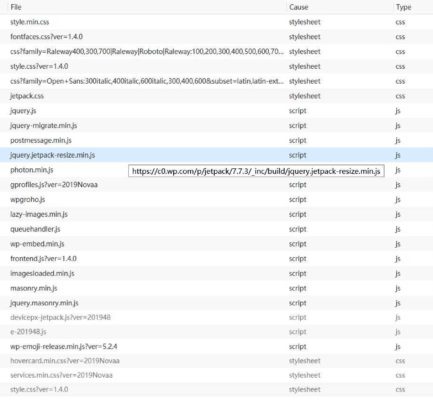 File Cause Type
style.min.css stylesheet css
fontfaces.css?ver=1.4.0 stylesheet css
css?family=Raleway400,300,700|Raleway|Roboto|Raleway:100,200,300,400,500,600,70... stylesheet css
style.css?ver=1.4.0 stylesheet css
css?family=Open+Sans:300italic,400italic,600italic,300,400,600&subset=latin,latin-ext... stylesheet css
jetpack.css stylesheet css
jquery.js script js
jquery-migrate.min.js script js
postmessage.min.js script js
jquery.jetpack-resize.min.js script js
photon.min.js https://c0.wp.com/p/jetpack/7.7.3/_inc/build/jquery.jetpack-resize.min.js
gprofiles.js?ver=2019Novaa script js
wpgroho.js script js
lazy-images.min.js script js
queuehandler.js script js
wp-embed.min.js script js
frontend.js?ver=1.4.0 script js
imagesloaded.min.js script js
masonry.min.js script js
jquery.masonry.min.js script js
devicepx-jetpack.js?ver=201948 script js
e-201948.js script js
wp-emoji-release.min.js?ver=5.2.4 script js
hovercard.min.css?ver=2019Novaa stylesheet css
services.min.css?ver=2019Novaa stylesheet css
style.css?ver=1.4.0 stylesheet css